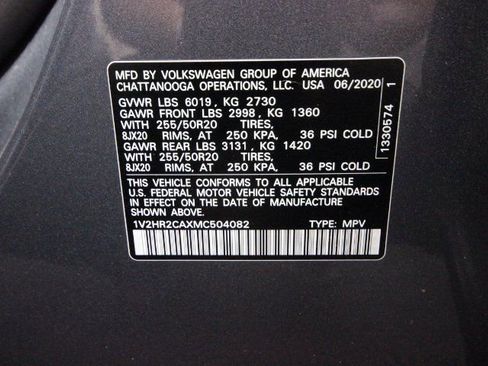 MFD BY VOLKSWAGEN GROUP OF AMERICA
CHATTANOOGA OPERATIONS, LLC. USA 06/2020
GVWR LBS 6019, KG 2730
GAWR FRONT LBS 2998, KG 1360
WITH 255/50R20 TIRES,
8JX20 RIMS, AT 250 KPA, 36 PSI COLD
GAWR REAR LBS 3131, KG 1420
WITH 255/50R20 TIRES,
8JX20 RIMS, AT 250 KPA, 36 PSI COLD
THIS VEHICLE CONFORMS TO ALL APPLICABLE
U.S. FEDERAL MOTOR VEHICLE SAFETY STANDARDS
IN EFFECT ON THE DATE OF MANUFACTURE
SHOWN ABOVE.
1V2HR2CAXMC504082 TYPE: MPV
1330574 1